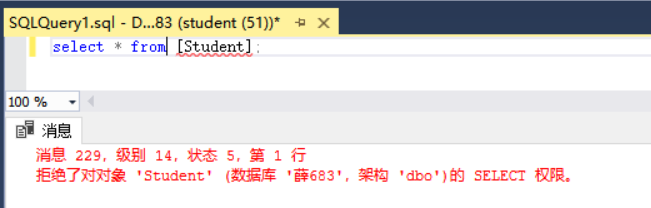 SQLQuery1.sql - D...83 (student (51))*
select * from [Student];
100 %
消息
消息 229，级别 14，状态 5，第 1 行
拒绝了对对象 'Student' (数据库 '薛683'，架构 'dbo')的 SELECT 权限。